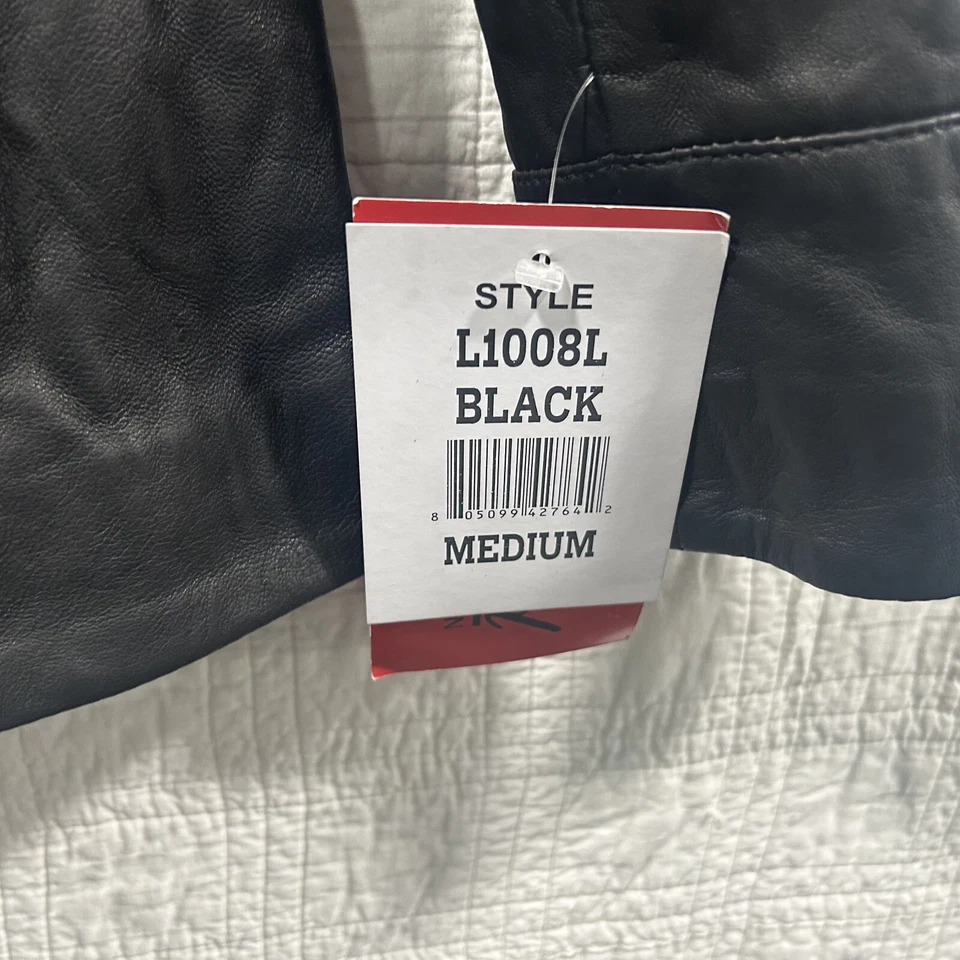 STYLE
L1008L
BLACK
8 05099 42764 2
MEDIUM